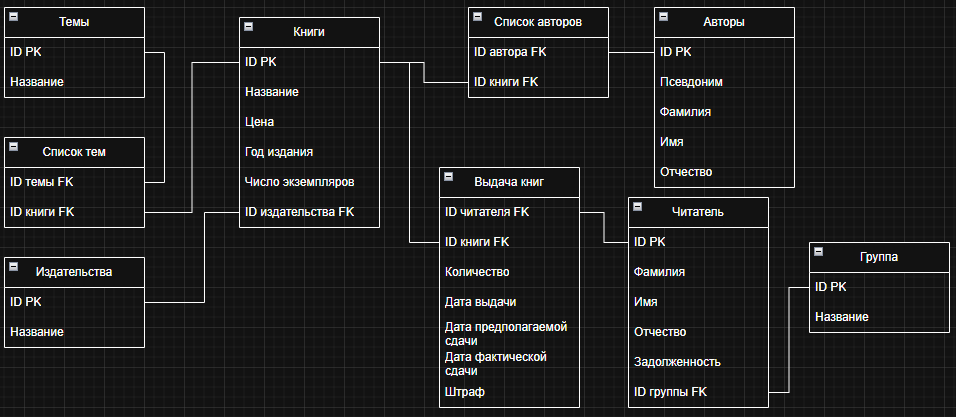 Темы
ID PK
Название
Список тем
ID темы FK
ID книги FK
Издательства
ID PK
Название
Книги
ID PK
Название
Цена
Год издания
Число экземпляров
ID издательства FK
Список авторов
ID автора FK
ID книги FK
Авторы
ID PK
Псевдоним
Фамилия
Имя
Отчество
Выдача книг
ID читателя FK
ID книги FK
Количество
Дата выдачи
Дата предполагаемой
сдачи
Дата фактической
сдачи
Штраф
Читатель
ID PK
Фамилия
Имя
Отчество
Задолженность
ID группы FK
Группа
ID PK
Название